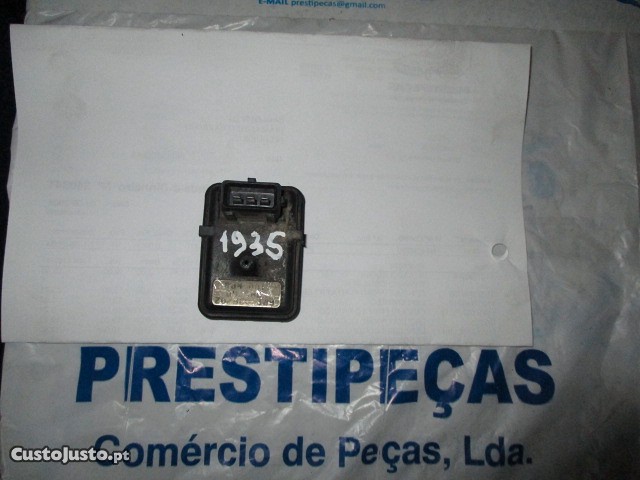 E-MAIL prestipecas@gmail.com
1935
PRESTIPEÇAS
Comércio de Peças, Lda.
CustoJusto.pt